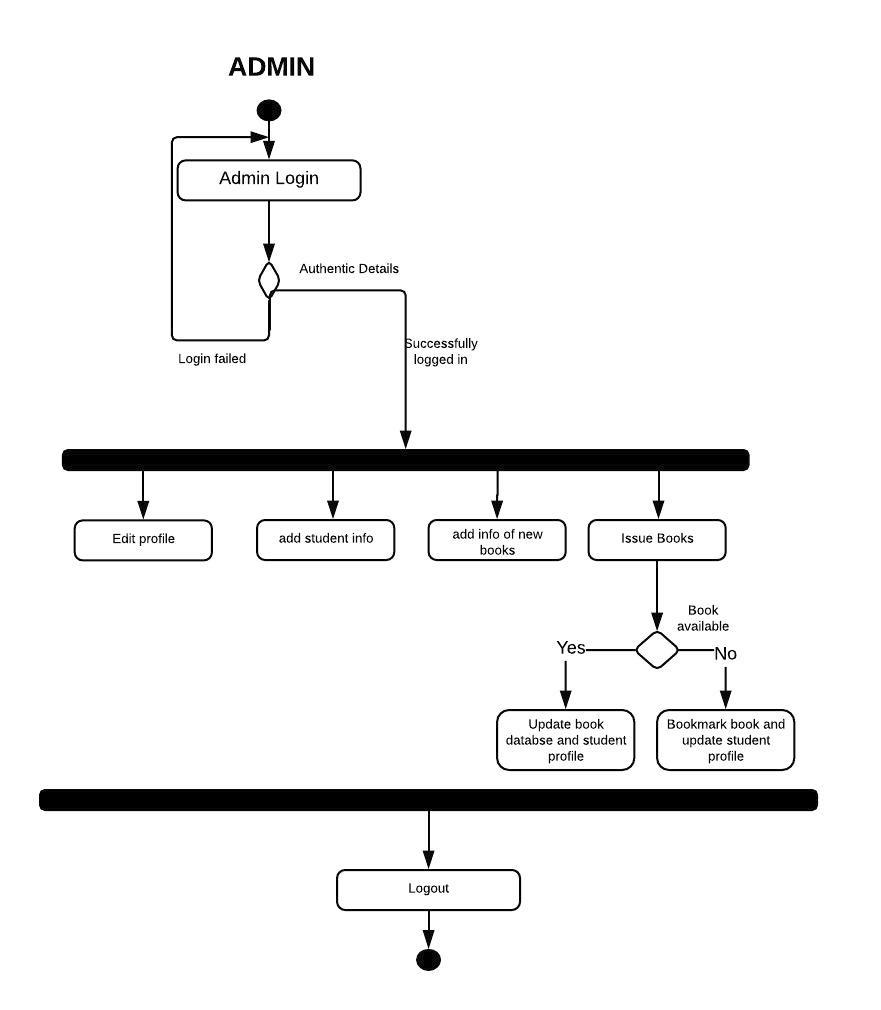 ADMIN
Admin Login
Authentic Details
Successfully
logged in
Login failed
Edit profile
add student info
add info of new
books
Issue Books
Book
available
Yes
No
Update book
databse and student
profile
Bookmark book and
update student
profile
Logout